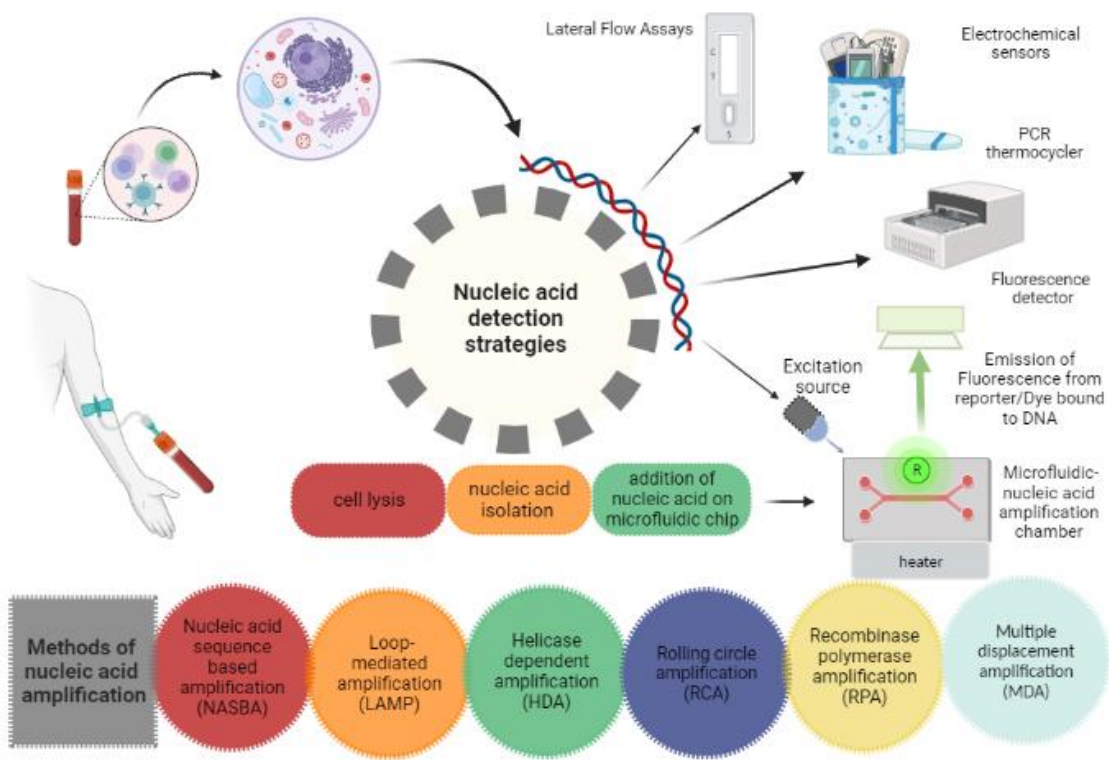 Lateral Flow Assays
C
T
S
Electrochemical
sensors
PCR
thermocycler
Nucleic acid
detection
strategies
Fluorescence
detector
Excitation
source
Emission of
Fluorescence from
reporter/Dye bound
to DNA
R
cell lysis
nucleic acid
isolation
addition of
nucleic acid on
microfluidic chip
Microfluidic-
nucleic acid
amplification
chamber
heater
Methods of
nucleic acid
amplification
Nucleic acid
sequence
based
amplification
(NASBA)
Loop-
mediated
amplification
(LAMP)
Helicase
dependent
amplification
(HDA)
Rolling circle
amplification
(RCA)
Recombinase
polymerase
amplification
(RPA)
Multiple
displacement
amplification
(MDA)